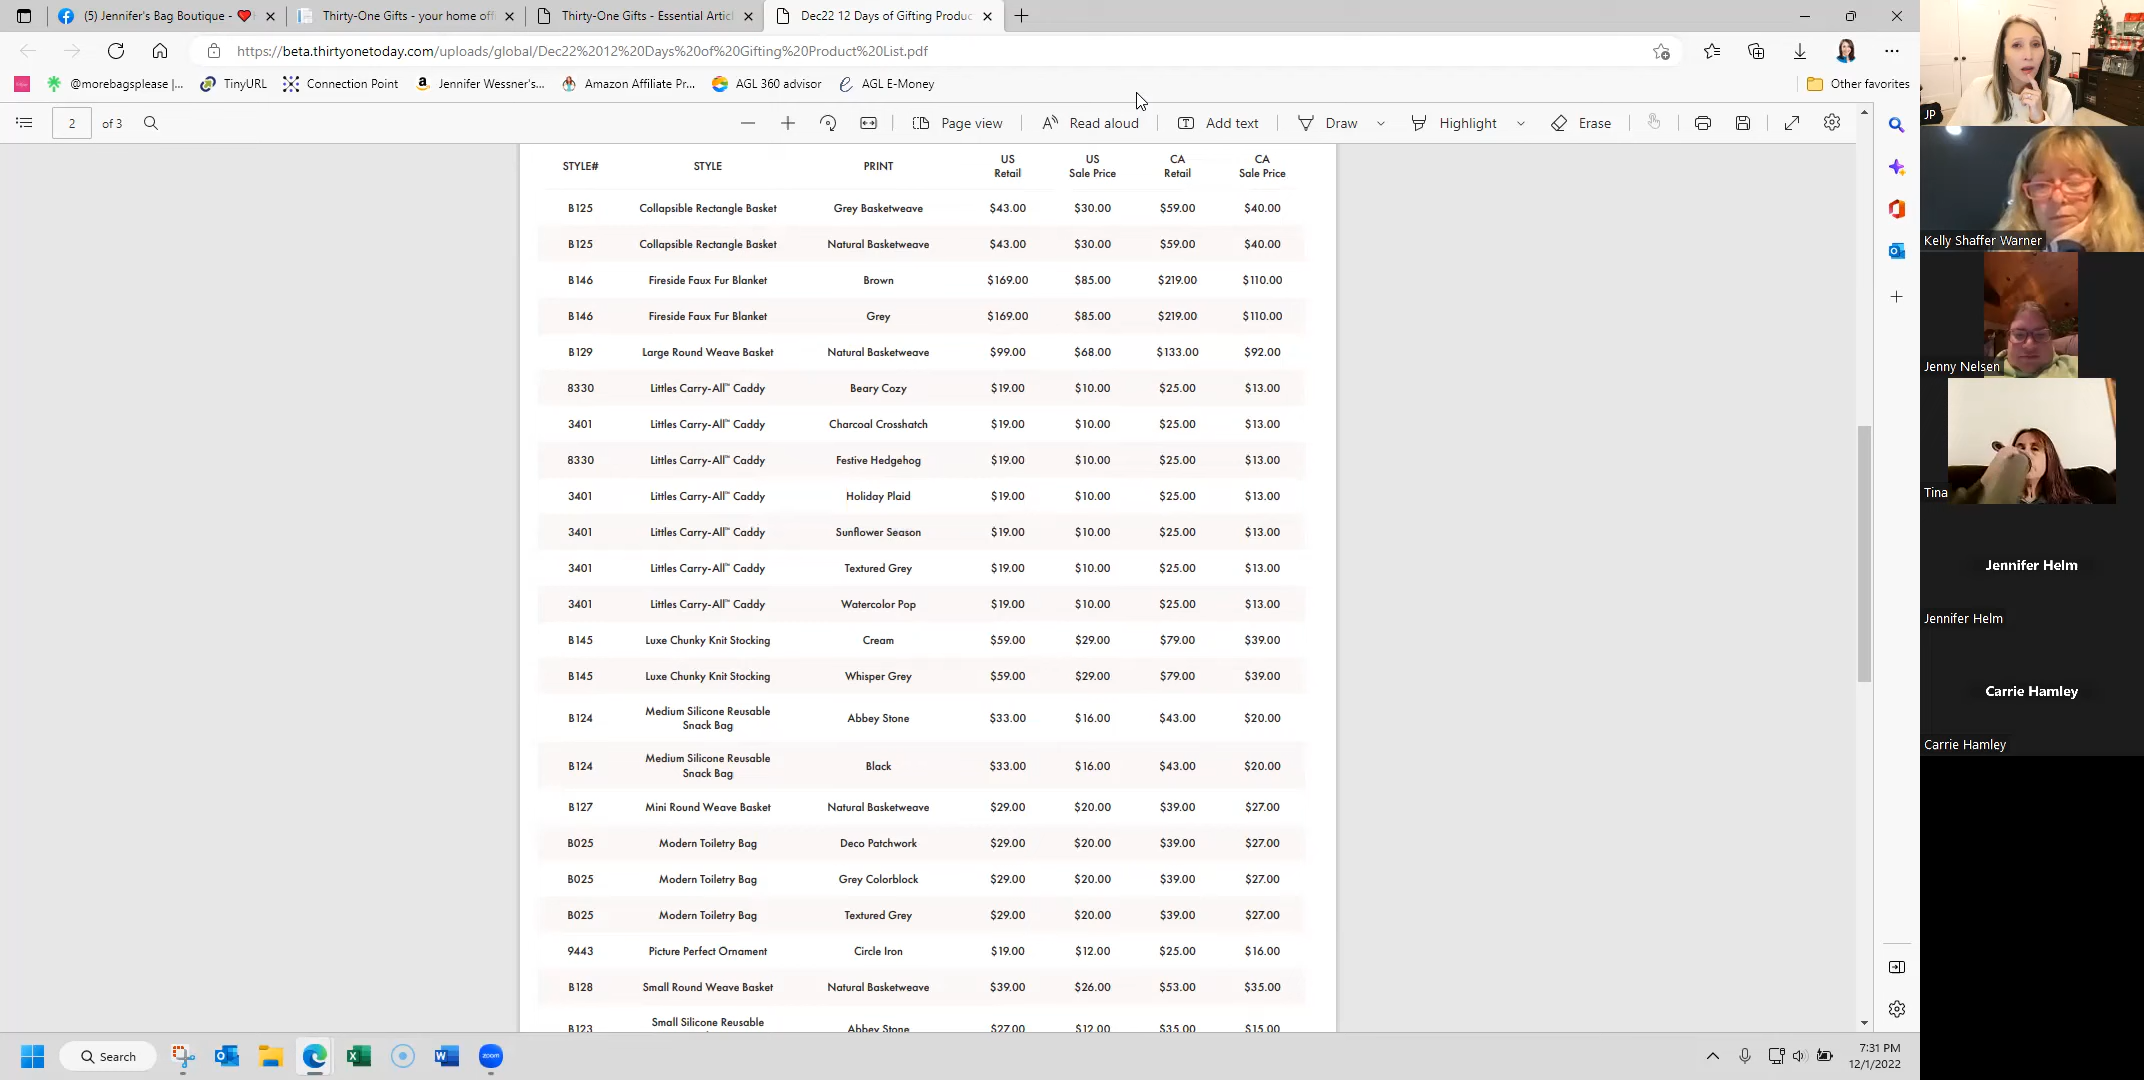 (5) Jennifer's Bag Boutique - ❤️
Thirty-One Gifts - your home off
Thirty-One Gifts - Essential Articl
Dec22 12 Days of Gifting Produc
https://beta.thirtyonetoday.com/uploads/global/Dec22%2012%20Days%20of%20Gifting%20Product%20List.pdf
@morebagsplease |...
TinyURL
Connection Point
Jennifer Wessner's...
Amazon Affiliate Pr...
AGL 360 advisor
AGL E-Money
Other favorites
2 of 3
Page view
Read aloud
Add text
Draw
Highlight
Erase
STYLE# STYLE PRINT US Retail US Sale Price CA Retail CA Sale Price
B125 Collapsible Rectangle Basket Grey Basketweave $43.00 $30.00 $59.00 $40.00
B125 Collapsible Rectangle Basket Natural Basketweave $43.00 $30.00 $59.00 $40.00
B146 Fireside Faux Fur Blanket Brown $169.00 $85.00 $219.00 $110.00
B146 Fireside Faux Fur Blanket Grey $169.00 $85.00 $219.00 $110.00
B129 Large Round Weave Basket Natural Basketweave $99.00 $68.00 $133.00 $92.00
8330 Littles Carry-All™ Caddy Beary Cozy $19.00 $10.00 $25.00 $13.00
3401 Littles Carry-All™ Caddy Charcoal Crosshatch $19.00 $10.00 $25.00 $13.00
8330 Littles Carry-All™ Caddy Festive Hedgehog $19.00 $10.00 $25.00 $13.00
3401 Littles Carry-All™ Caddy Holiday Plaid $19.00 $10.00 $25.00 $13.00
3401 Littles Carry-All™ Caddy Sunflower Season $19.00 $10.00 $25.00 $13.00
3401 Littles Carry-All™ Caddy Textured Grey $19.00 $10.00 $25.00 $13.00
3401 Littles Carry-All™ Caddy Watercolor Pop $19.00 $10.00 $25.00 $13.00
B145 Luxe Chunky Knit Stocking Cream $59.00 $29.00 $79.00 $39.00
B145 Luxe Chunky Knit Stocking Whisper Grey $59.00 $29.00 $79.00 $39.00
B124 Medium Silicone Reusable Snack Bag Abbey Stone $33.00 $16.00 $43.00 $20.00
B124 Medium Silicone Reusable Snack Bag Black $33.00 $16.00 $43.00 $20.00
B127 Mini Round Weave Basket Natural Basketweave $29.00 $20.00 $39.00 $27.00
B025 Modern Toiletry Bag Deco Patchwork $29.00 $20.00 $39.00 $27.00
B025 Modern Toiletry Bag Grey Colorblock $29.00 $20.00 $39.00 $27.00
B025 Modern Toiletry Bag Textured Grey $29.00 $20.00 $39.00 $27.00
9443 Picture Perfect Ornament Circle Iron $19.00 $12.00 $25.00 $16.00
B128 Small Round Weave Basket Natural Basketweave $39.00 $26.00 $53.00 $35.00
B123 Small Silicone Reusable Abbey Stone $27.00 $12.00 $35.00 $15.00
JP
Kelly Shaffer Warner
Jenny Nelsen
Tina
Jennifer Helm
Jennifer Helm
Carrie Hamley
Carrie Hamley
Search
zoom
7:31 PM
12/1/2022